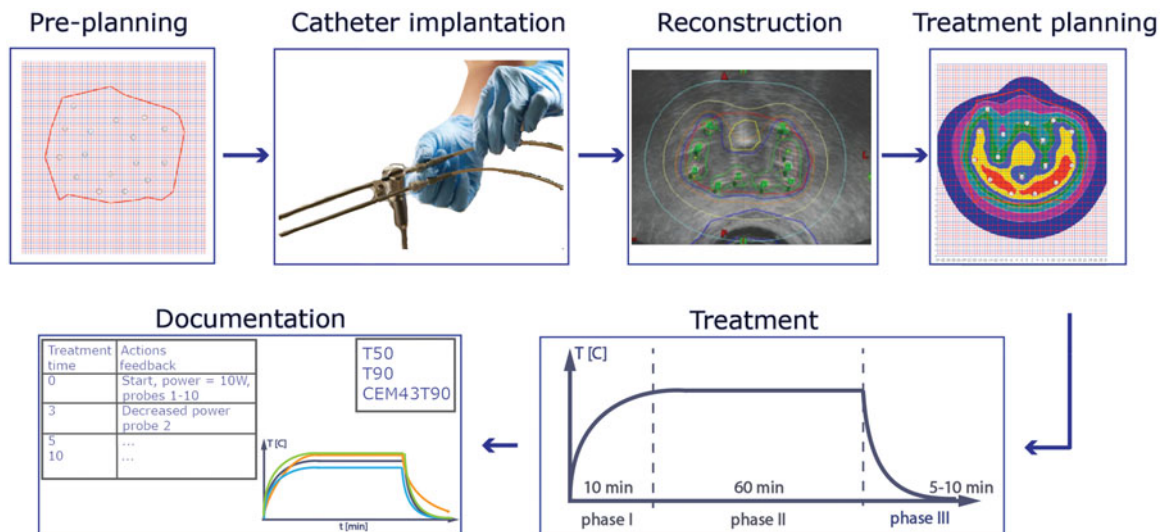 Pre-planning
Catheter implantation
Reconstruction
Treatment planning
Documentation
Treatment time
Actions feedback
0
Start, power = 10W,
probes 1-10
3
Decreased power
probe 2
5
...
10
...
T50
T90
CEM43T90
T [C]
t [min]
Treatment
T [C]
10 min
60 min
5-10 min
phase I
phase II
phase III